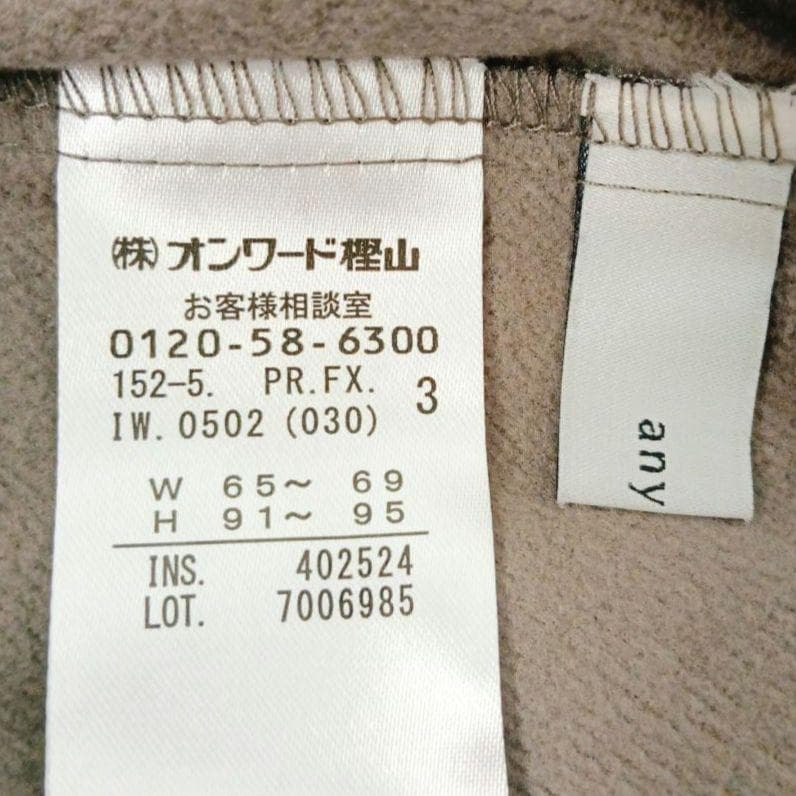 ㈱オンワード樫山
お客様相談室
0120-58-6300
152-5. PR.FX. 3
IW.0502 (030)
W 65～ 69
H 91～ 95
INS. 402524
LOT. 7006985
any